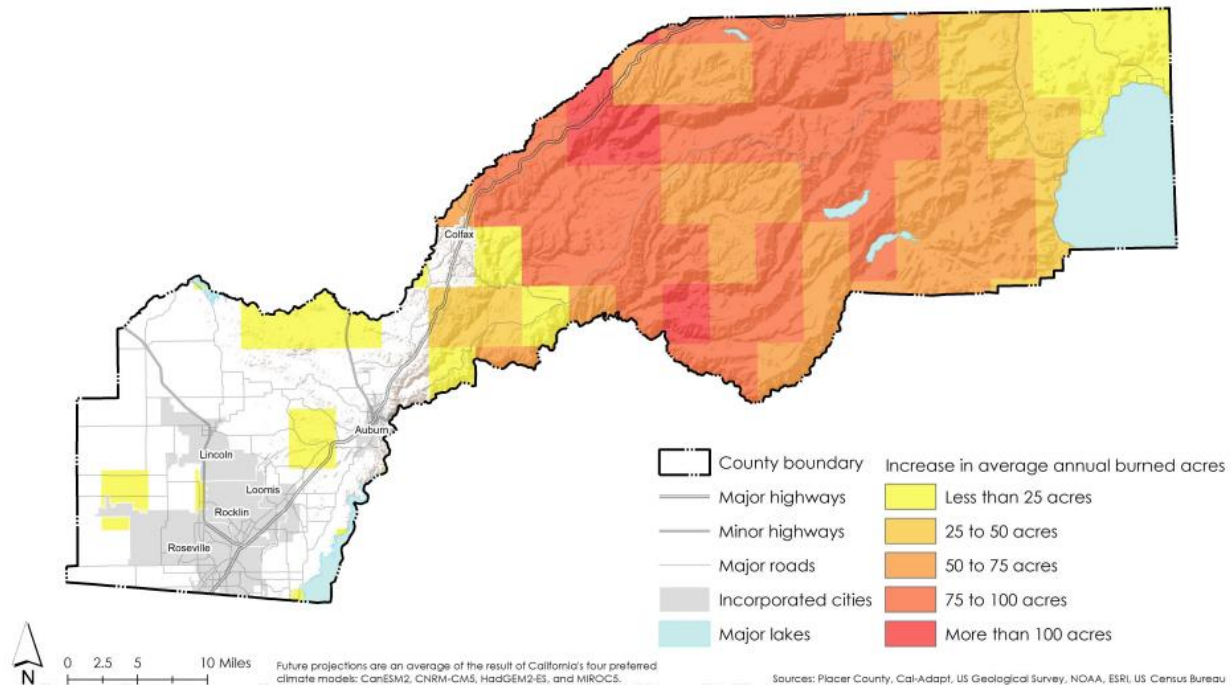 Colfax
Auburn
Lincoln
Loomis
Rocklin
Roseville
County boundary
Major highways
Minor highways
Major roads
Incorporated cities
Major lakes
Increase in average annual burned acres
Less than 25 acres
25 to 50 acres
50 to 75 acres
75 to 100 acres
More than 100 acres
N
0 2.5 5 10 Miles
Future projections are an average of the result of California's four preferred
climate models: CanESM2, CNRM-CM5, HadGEM2-ES, and MIROC5.
Sources: Placer County, Cal-Adapt, US Geological Survey, NOAA, ESRI, US Census Bureau